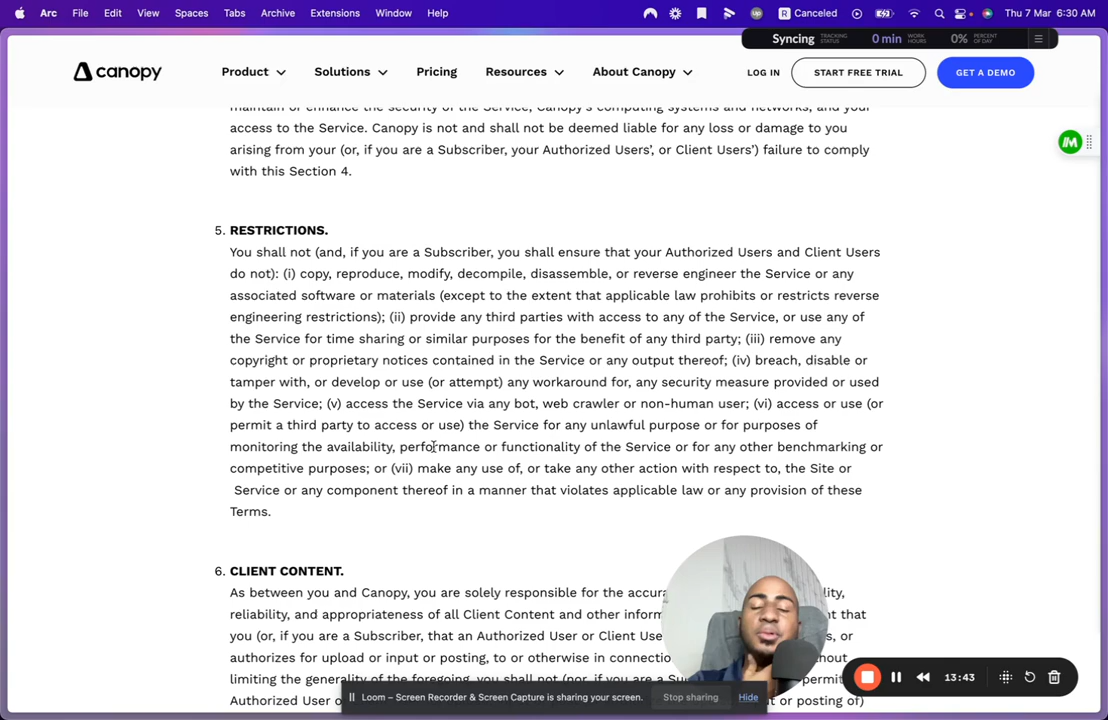 Arc File Edit View Spaces Tabs Archive Extensions Window Help Up R Canceled Thu 7 Mar 6:30 AM
Syncing TRACKING STATUS 0 min WORK HOURS 0% PERCENT OF DAY
canopy Product Solutions Pricing Resources About Canopy LOG IN START FREE TRIAL GET A DEMO
maintain or enhance the security of the Service, Canopy's computing systems and networks, and your
access to the Service. Canopy is not and shall not be deemed liable for any loss or damage to you
arising from your (or, if you are a Subscriber, your Authorized Users', or Client Users') failure to comply
with this Section 4.
5. RESTRICTIONS.
You shall not (and, if you are a Subscriber, you shall ensure that your Authorized Users and Client Users
do not): (i) copy, reproduce, modify, decompile, disassemble, or reverse engineer the Service or any
associated software or materials (except to the extent that applicable law prohibits or restricts reverse
engineering restrictions); (ii) provide any third parties with access to any of the Service, or use any of
the Service for time sharing or similar purposes for the benefit of any third party; (iii) remove any
copyright or proprietary notices contained in the Service or any output thereof; (iv) breach, disable or
tamper with, or develop or use (or attempt) any workaround for, any security measure provided or used
by the Service; (v) access the Service via any bot, web crawler or non-human user; (vi) access or use (or
permit a third party to access or use) the Service for any unlawful purpose or for purposes of
monitoring the availability, performance or functionality of the Service or for any other benchmarking or
competitive purposes; or (vii) make any use of, or take any other action with respect to, the Site or
Service or any component thereof in a manner that violates applicable law or any provision of these
Terms.
6. CLIENT CONTENT.
As between you and Canopy, you are solely responsible for the
reliability, and appropriateness of all Client Content and other that
you (or, if you are a Subscriber, that an Authorized User or Client or
authorizes for upload or input or posting, to or otherwise in
limiting the generality of the foregoing, you shall not (nor, if you are a permit
Authorized User or posting of)
Loom – Screen Recorder & Screen Capture is sharing your screen. Stop sharing Hide
13:43